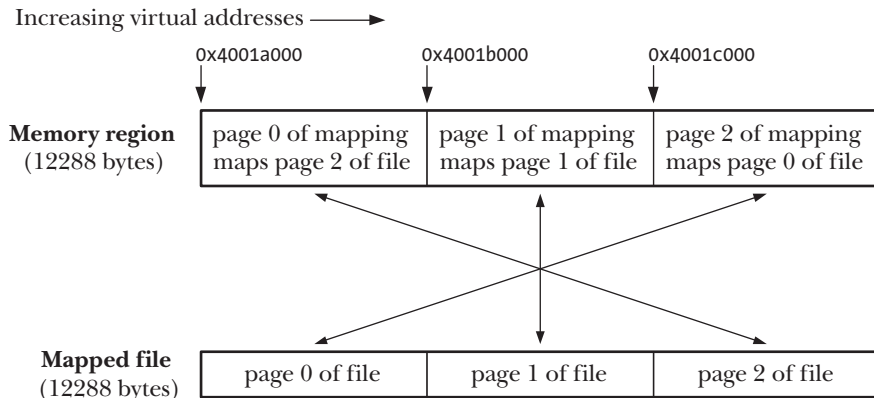 Increasing virtual addresses
0x4001a000 0x4001b000 0x4001c000
Memory region
(12288 bytes)
page 0 of mapping
maps page 2 of file
page 1 of mapping
maps page 1 of file
page 2 of mapping
maps page 0 of file
Mapped file
(12288 bytes)
page 0 of file
page 1 of file
page 2 of file